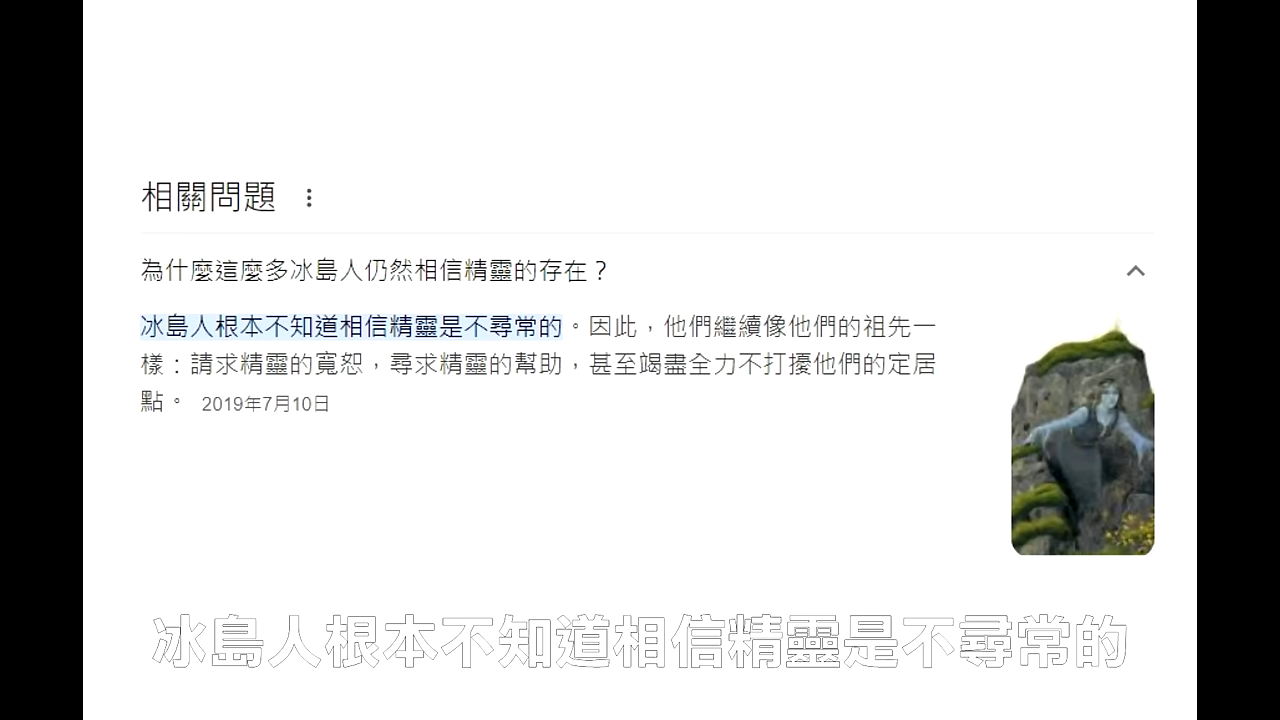 相關問題
為什麼這麼多冰島人仍然相信精靈的存在？
冰島人根本不知道相信精靈是不尋常的。因此，他們繼續像他們的祖先一
樣：請求精靈的寬恕，尋求精靈的幫助，甚至竭盡全力不打擾他們的定居
點。 2019年7月10日
冰島人根本不知道相信精靈是不尋常的